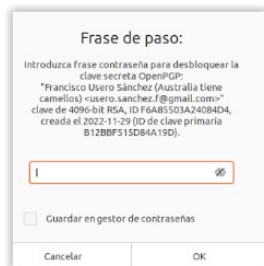 Frase de paso:
Introduzca frase contraseña para desbloquear la
clave secreta OpenPGP:
"Francisco Usero Sánchez (Australia tiene
camellos) <usero.sanchez.f@gmail.com>"
clave de 4096-bit RSA, ID F6A85503A24084D4,
creada el 2022-11-29 (ID de clave primaria
B12BBF515D84A19D).
Guardar en gestor de contraseñas
Cancelar
OK